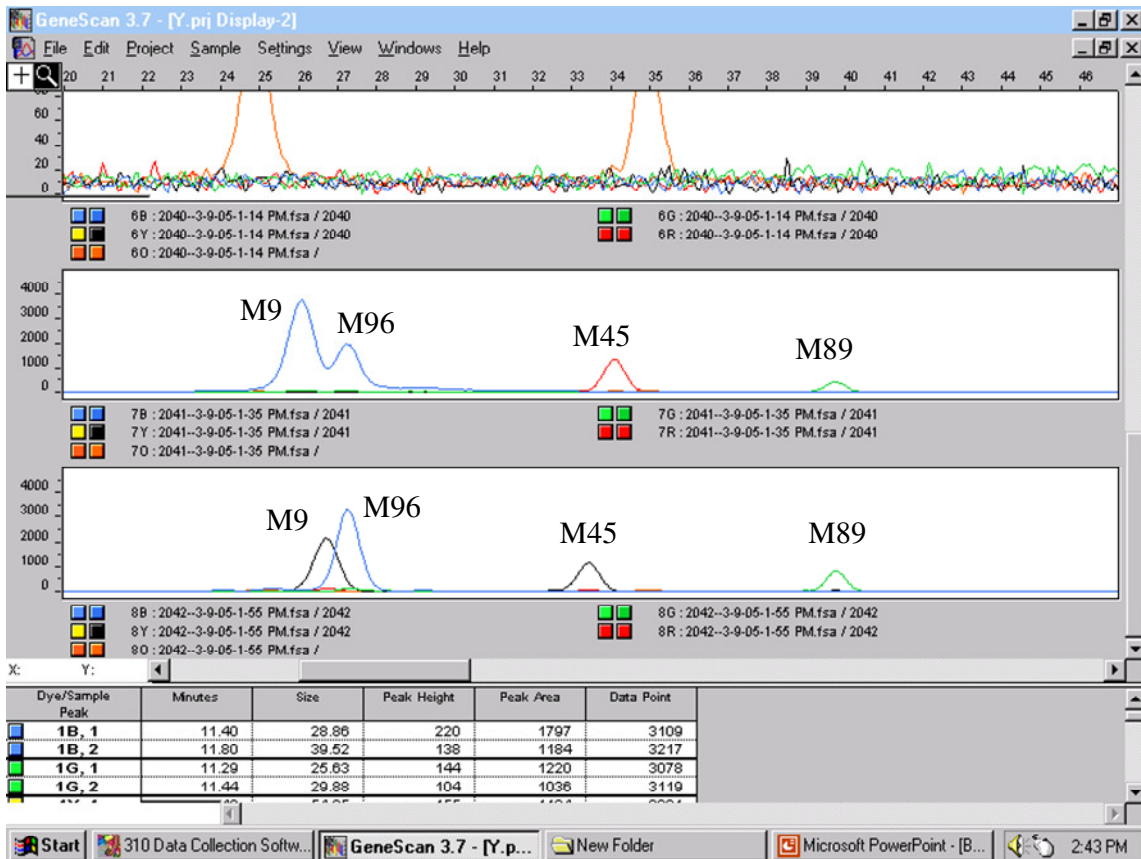 GeneScan 3.7 - [Y.prj Display-2]
File Edit Project Sample Settings View Windows Help
20 21 22 23 24 25 26 27 28 29 30 31 32 33 34 35 36 37 38 39 40 41 42 43 44 45 46
60
40
20
0
6B : 2040--3-9-05-1-14 PM.fsa / 2040 6G : 2040--3-9-05-1-14 PM.fsa / 2040
6Y : 2040--3-9-05-1-14 PM.fsa / 2040 6R : 2040--3-9-05-1-14 PM.fsa / 2040
6O : 2040--3-9-05-1-14 PM.fsa /
4000
3000
2000
1000
0
M9 M96 M45 M89
7B : 2041--3-9-05-1-35 PM.fsa / 2041 7G : 2041--3-9-05-1-35 PM.fsa / 2041
7Y : 2041--3-9-05-1-35 PM.fsa / 2041 7R : 2041--3-9-05-1-35 PM.fsa / 2041
7O : 2041--3-9-05-1-35 PM.fsa /
4000
3000
2000
1000
0
M9 M96 M45 M89
8B : 2042--3-9-05-1-55 PM.fsa / 2042 8G : 2042--3-9-05-1-55 PM.fsa / 2042
8Y : 2042--3-9-05-1-55 PM.fsa / 2042 8R : 2042--3-9-05-1-55 PM.fsa / 2042
8O : 2042--3-9-05-1-55 PM.fsa /
X: Y:
Dye/Sample Peak Minutes Size Peak Height Peak Area Data Point
1B, 1 11.40 28.86 220 1797 3109
1B, 2 11.80 39.52 138 1184 3217
1G, 1 11.29 25.63 144 1220 3078
1G, 2 11.44 29.88 104 1036 3119
Start 310 Data Collection Softw... GeneScan 3.7 - [Y.p... New Folder Microsoft PowerPoint - [B... 2:43 PM